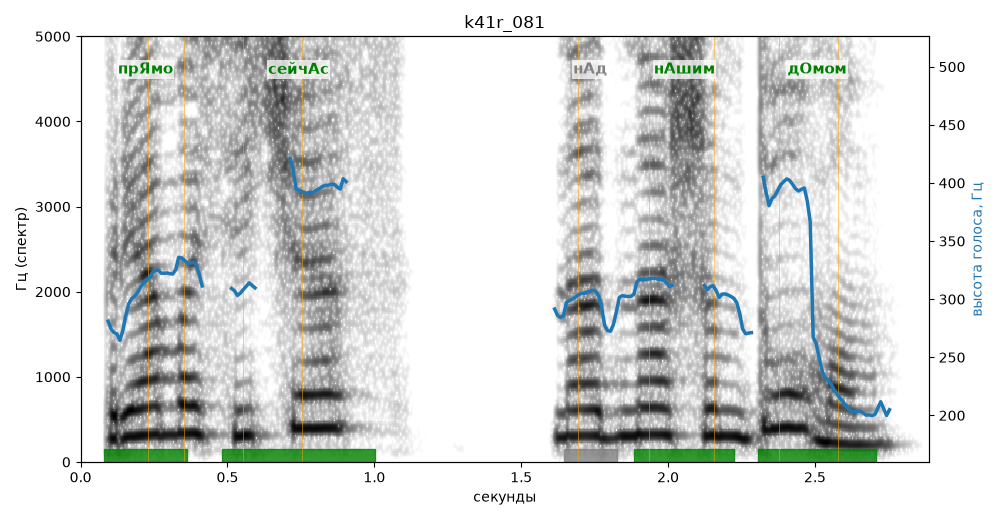 k41r_081
прЯмо сейчАс нАд нАшим дОмом
Гц (спектр)
5000
4000
3000
2000
1000
0
500
450
400
350
300
250
200
высота голоса, Гц
0.0 0.5 1.0 1.5 2.0 2.5
секунды